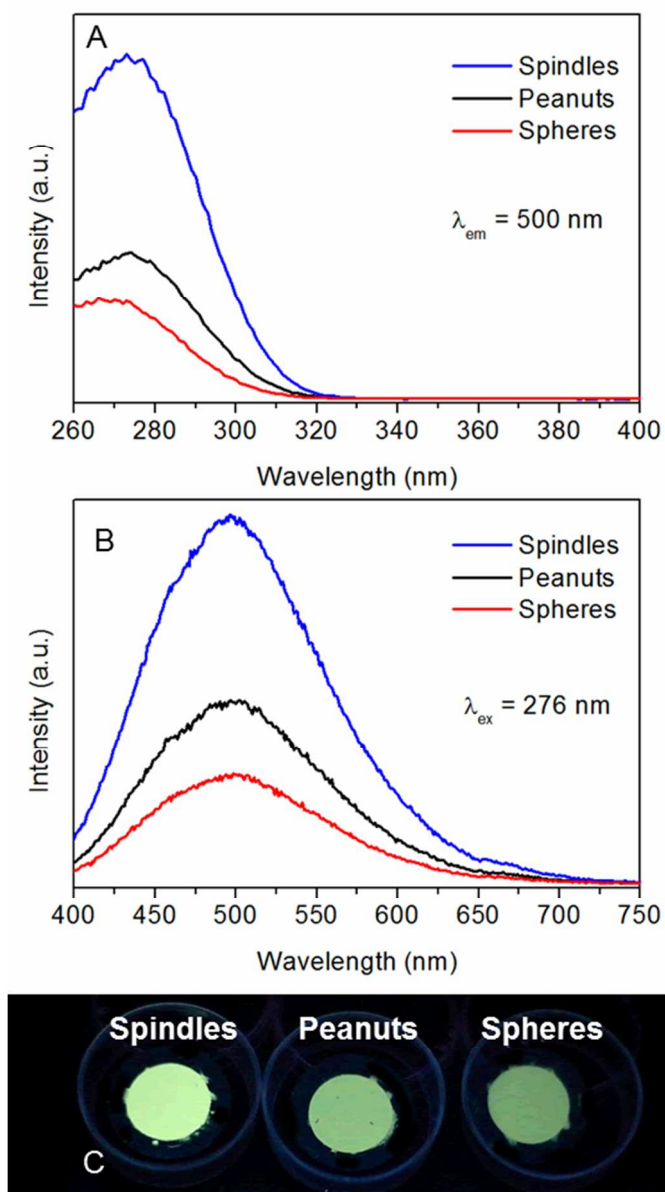 A
Spindles
Peanuts
Spheres
λem = 500 nm
Intensity (a.u.)
260 280 300 320 340 360 380 400
Wavelength (nm)
B
Spindles
Peanuts
Spheres
λex = 276 nm
Intensity (a.u.)
400 450 500 550 600 650 700 750
Wavelength (nm)
Spindles Peanuts Spheres
C